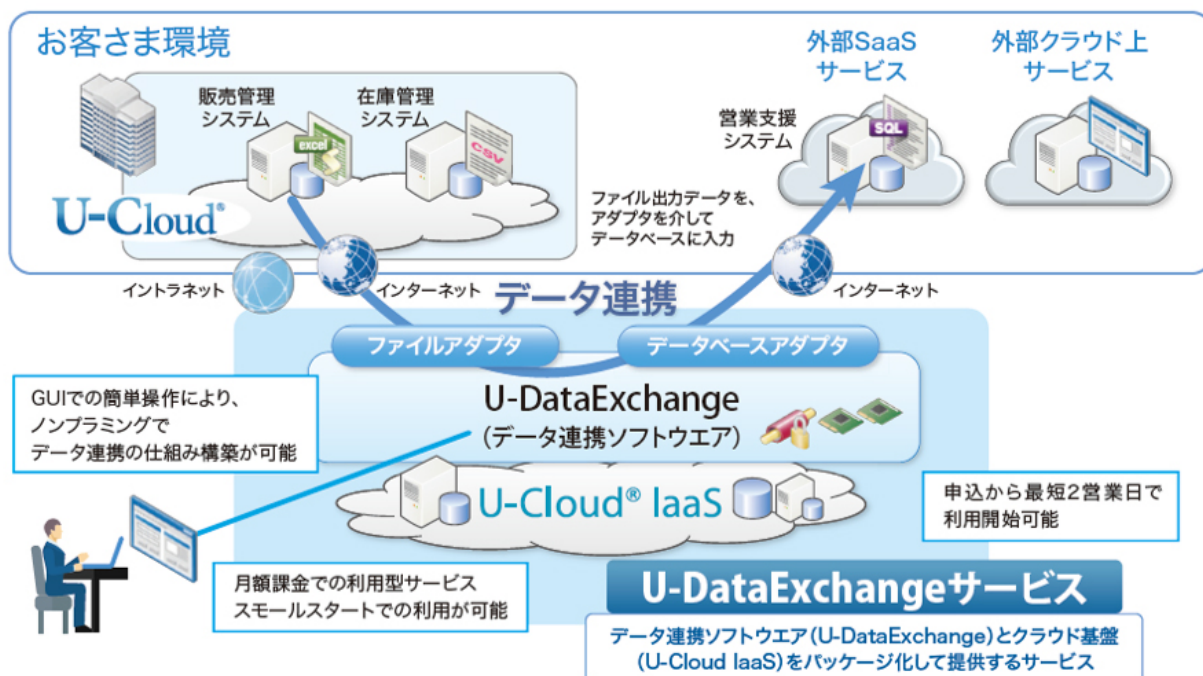 お客さま環境
外部SaaS
サービス
外部クラウド上
サービス
販売管理
システム
在庫管理
システム
営業支援
システム
excel
CSV
SQL
U-Cloud®
ファイル出力データを、
アダプタを介して
データベースに入力
イントラネット
インターネット
データ連携
インターネット
ファイルアダプタ
データベースアダプタ
U-DataExchange
（データ連携ソフトウエア）
GUIでの簡単操作により、
ノンプラミングで
データ連携の仕組み構築が可能
U-Cloud® IaaS
申込から最短2営業日で
利用開始可能
月額課金での利用型サービス
スモールスタートでの利用が可能
U-DataExchangeサービス
データ連携ソフトウエア（U-DataExchange）とクラウド基盤
（U-Cloud IaaS）をパッケージ化して提供するサービス